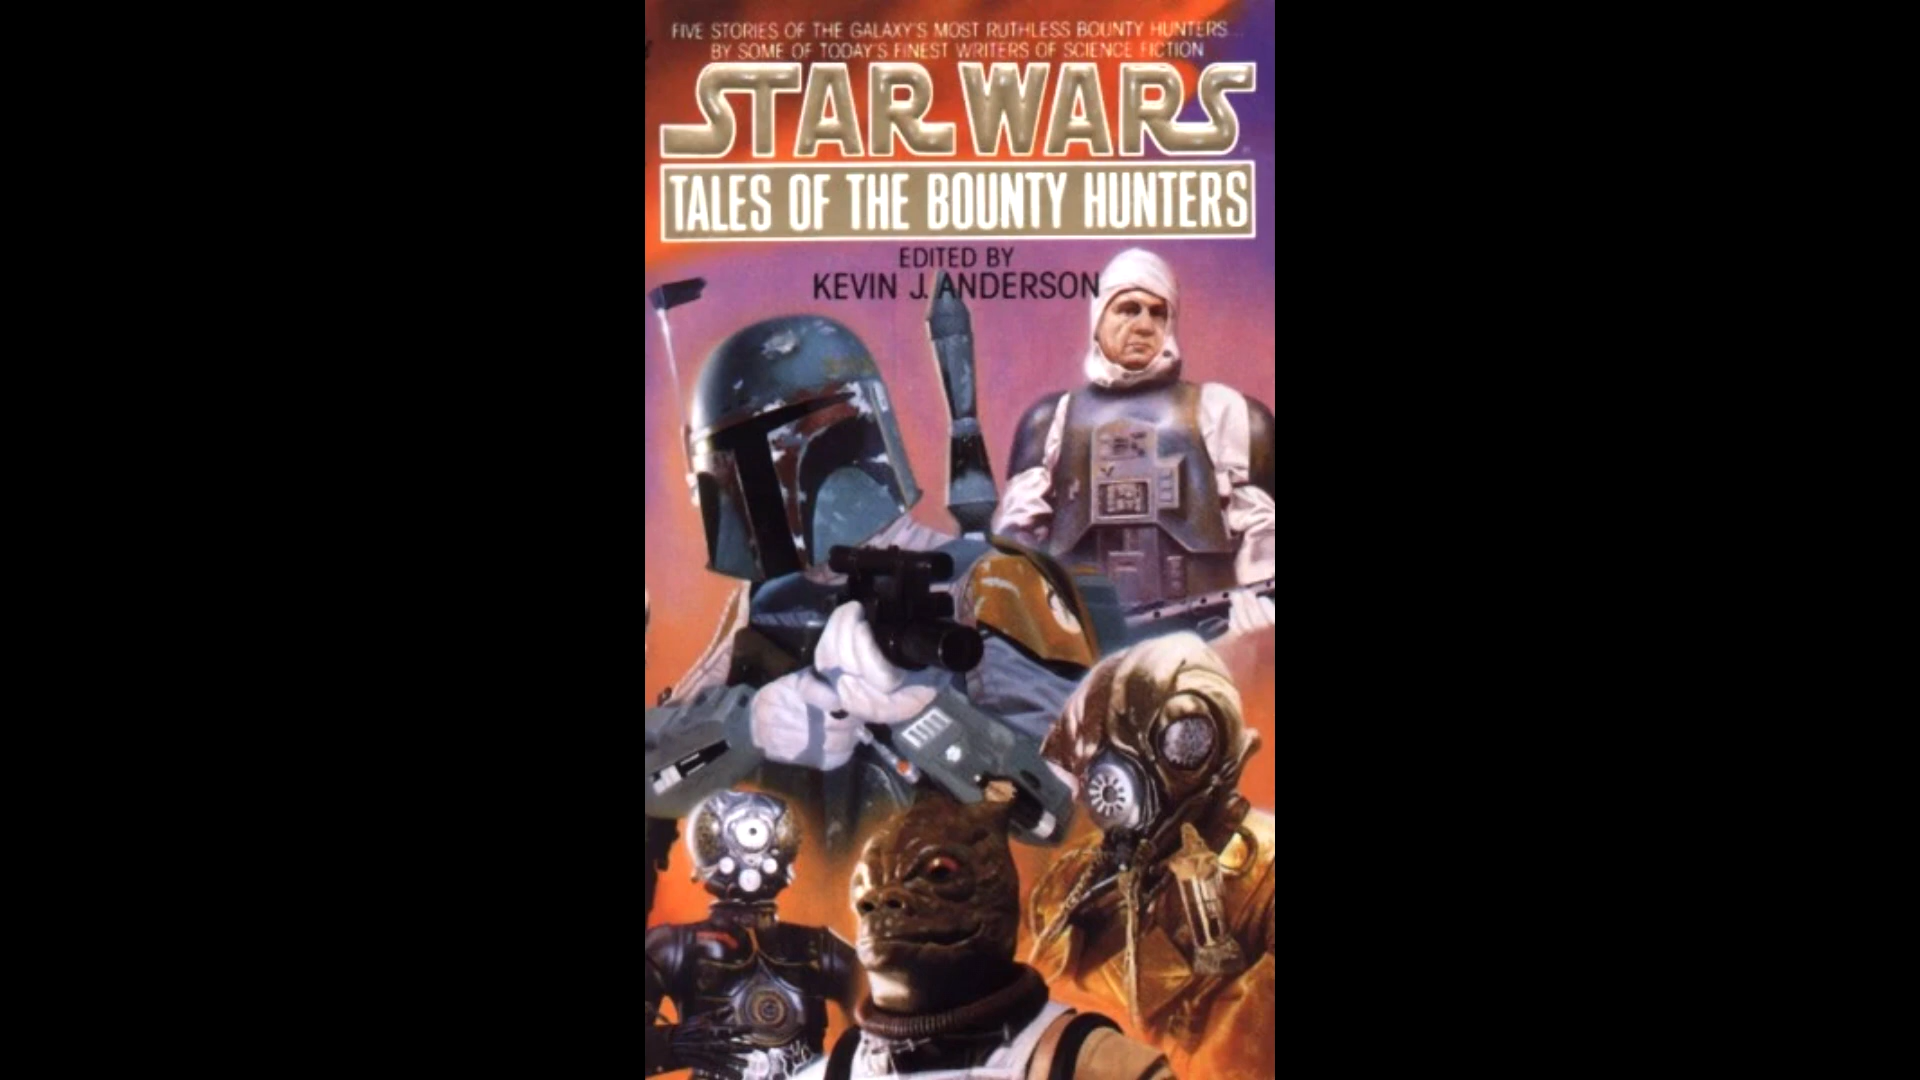 FIVE STORIES OF THE GALAXY'S MOST RUTHLESS BOUNTY HUNTERS...
BY SOME OF TODAY'S FINEST WRITERS OF SCIENCE FICTION
STAR WARS
TALES OF THE BOUNTY HUNTERS
EDITED BY
KEVIN J. ANDERSON